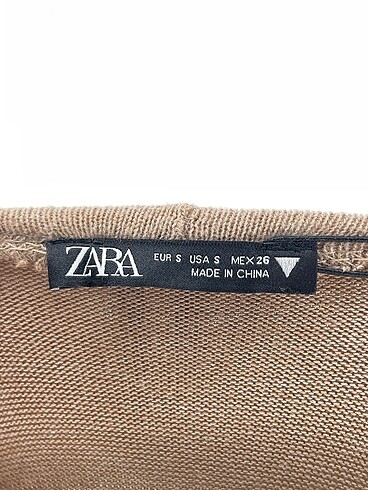 ZARA
EUR S USA S MEX 26
MADE IN CHINA